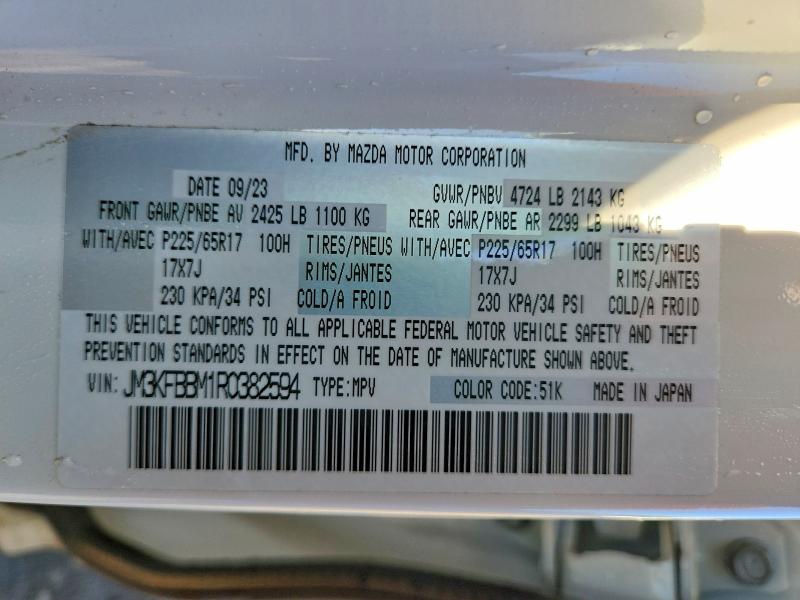 MFD. BY MAZDA MOTOR CORPORATION
DATE 09/23 GVWR/PNBV 4724 LB 2143 KG
FRONT GAWR/PNBE AV 2425 LB 1100 KG REAR GAWR/PNBE AR 2299 LB 1043 KG
WITH/AVEC P225/65R17 100H TIRES/PNEUS WITH/AVEC P225/65R17 100H TIRES/PNEUS
17X7J RIMS/JANTES 17X7J RIMS/JANTES
230 KPA/34 PSI COLD/A FROID 230 KPA/34 PSI COLD/A FROID
THIS VEHICLE CONFORMS TO ALL APPLICABLE FEDERAL MOTOR VEHICLE SAFETY AND THEFT
PREVENTION STANDARDS IN EFFECT ON THE DATE OF MANUFACTURE SHOWN ABOVE.
VIN: JM3KFBBM1R0382594 TYPE:MPV COLOR CODE:51K MADE IN JAPAN